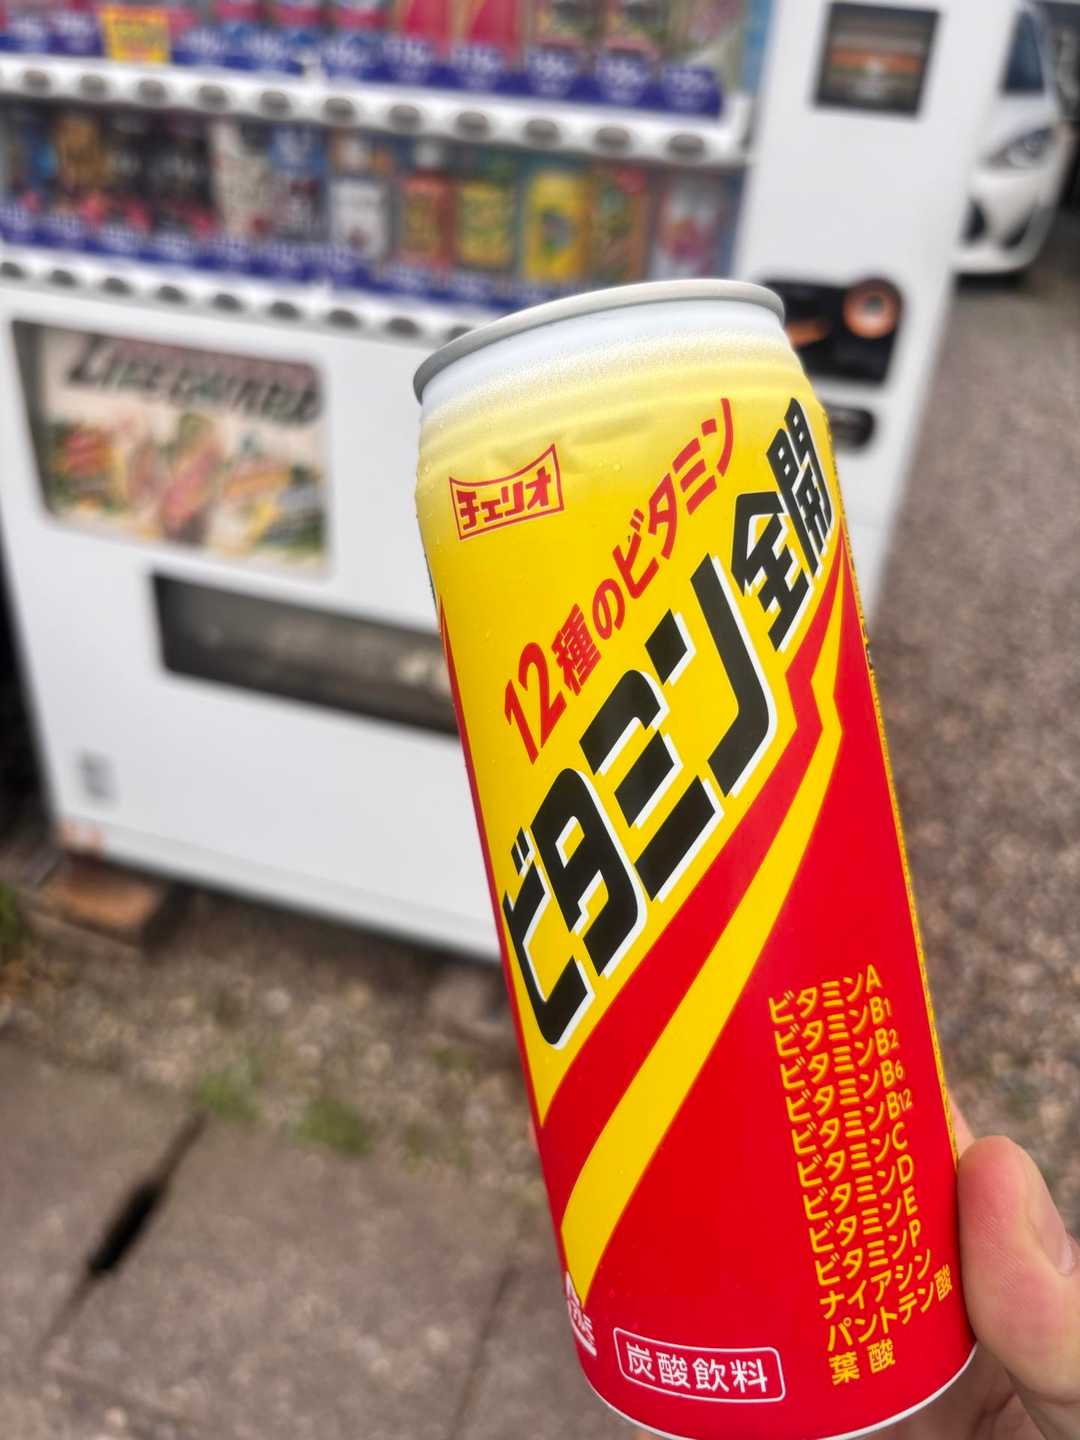 チェリオ
12種のビタミン
ビタミン全開
ビタミンA
ビタミンB1
ビタミンB2
ビタミンB6
ビタミンB12
ビタミンC
ビタミンD
ビタミンE
ビタミンP
ナイアシン
パントテン酸
葉酸
炭酸飲料